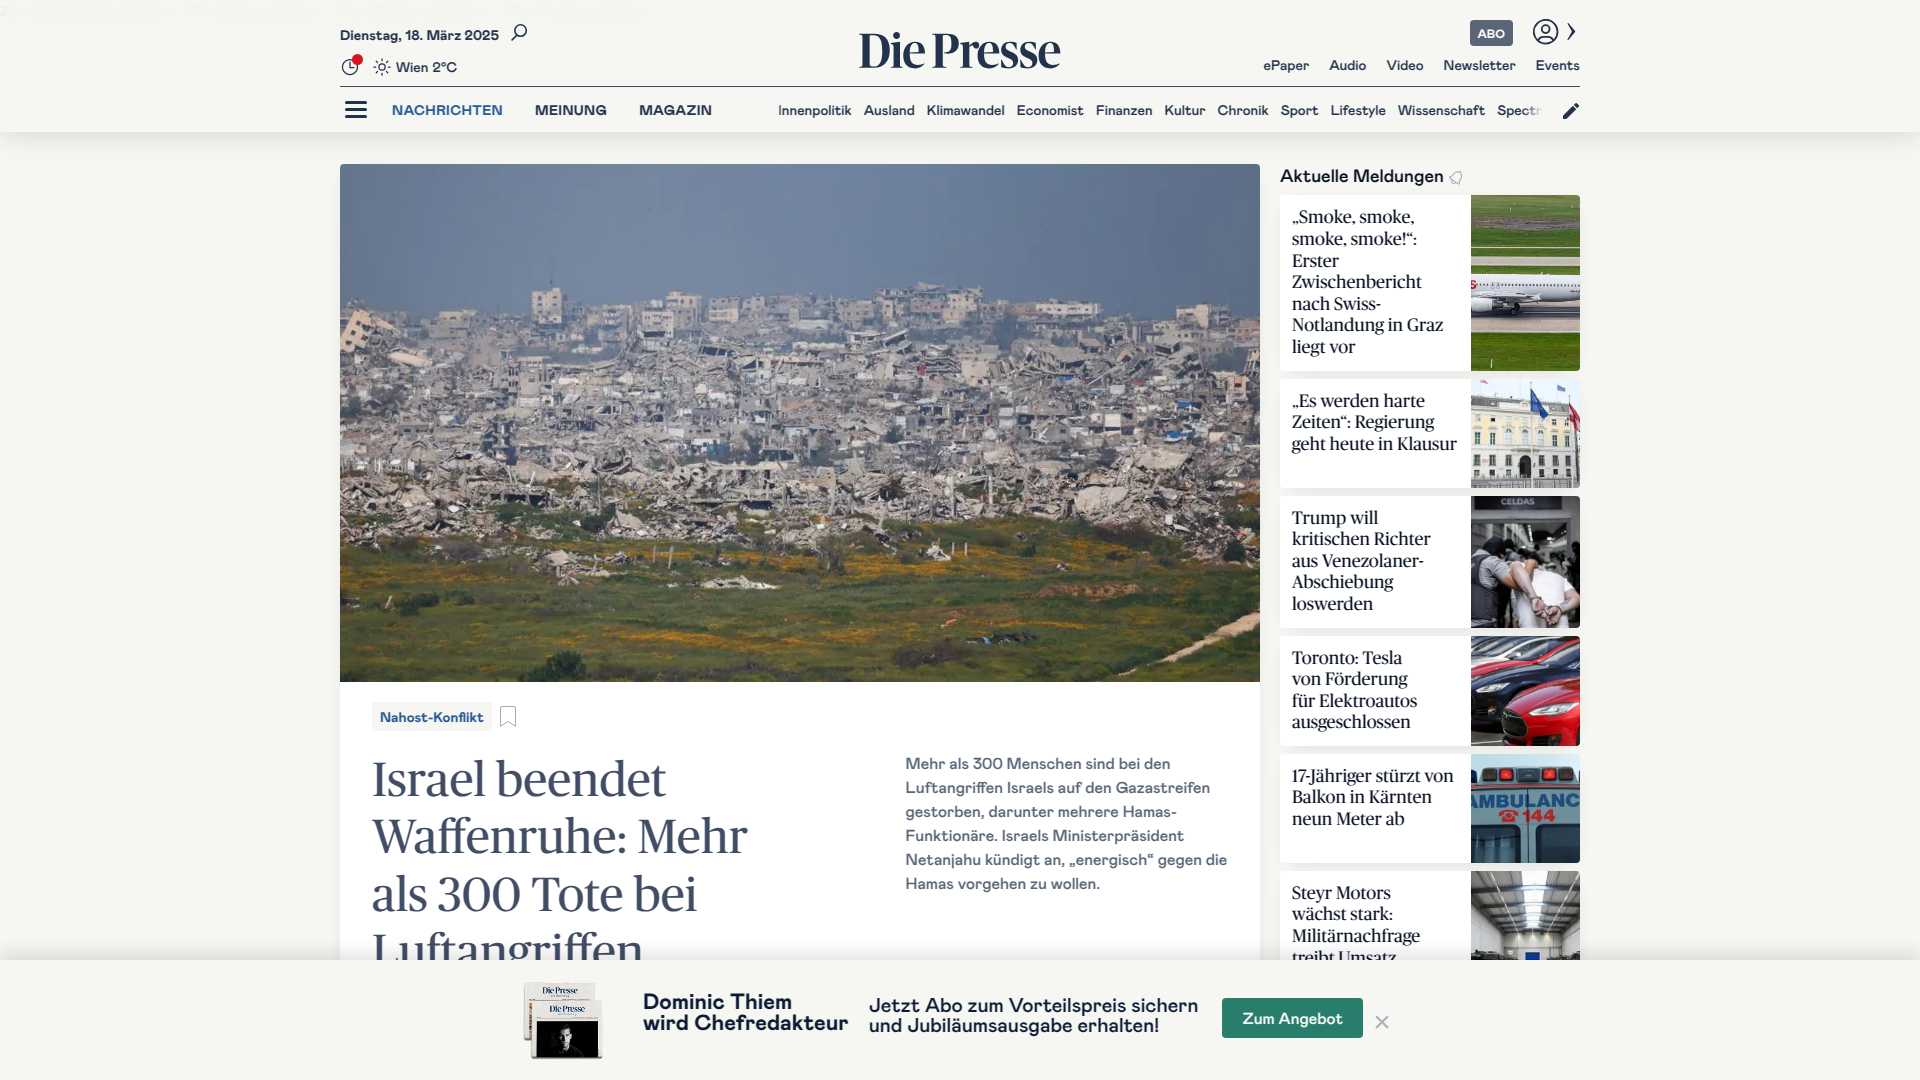 Dienstag, 18. März 2025
Wien 2°C
Die Presse
ABO
ePaper Audio Video Newsletter Events
NACHRICHTEN MEINUNG MAGAZIN
Innenpolitik Ausland Klimawandel Economist Finanzen Kultur Chronik Sport Lifestyle Wissenschaft Spectr
Nahost-Konflikt
Israel beendet
Waffenruhe: Mehr
als 300 Tote bei
Luftangriffen
Mehr als 300 Menschen sind bei den
Luftangriffen Israels auf den Gazastreifen
gestorben, darunter mehrere Hamas-
Funktionäre. Israels Ministerpräsident
Netanjahu kündigt an, „energisch“ gegen die
Hamas vorgehen zu wollen.
Aktuelle Meldungen
„Smoke, smoke,
smoke, smoke!“:
Erster
Zwischenbericht
nach Swiss-
Notlandung in Graz
liegt vor
„Es werden harte
Zeiten“: Regierung
geht heute in Klausur
Trump will
kritischen Richter
aus Venezolaner-
Abschiebung
loswerden
CELDAS
Toronto: Tesla
von Förderung
für Elektroautos
ausgeschlossen
17-Jähriger stürzt von
Balkon in Kärnten
neun Meter ab
AMBULANC
144
Steyr Motors
wächst stark:
Militärnachfrage
treibt Umsatz
Die Presse
Die Presse
Dominic Thiem
wird Chefredakteur
Jetzt Abo zum Vorteilspreis sichern
und Jubiläumsausgabe erhalten!
Zum Angebot